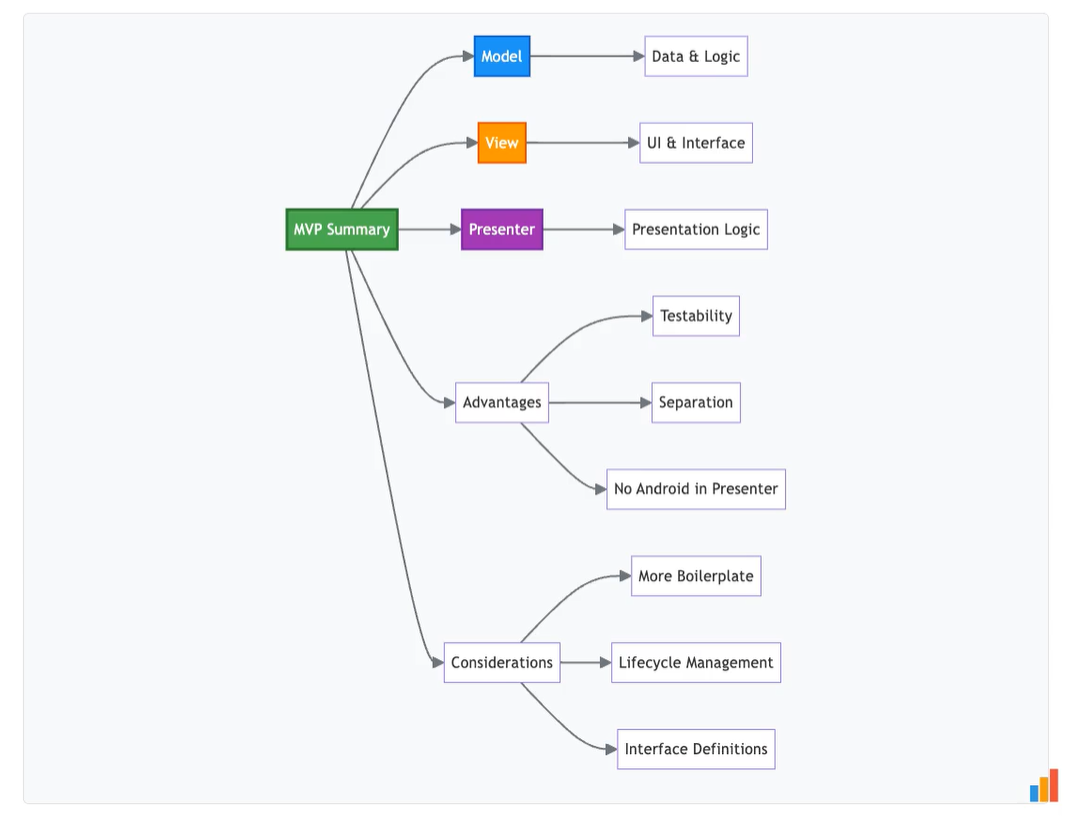 Model
Data & Logic
View
UI & Interface
MVP Summary
Presenter
Presentation Logic
Testability
Advantages
Separation
No Android in Presenter
More Boilerplate
Considerations
Lifecycle Management
Interface Definitions